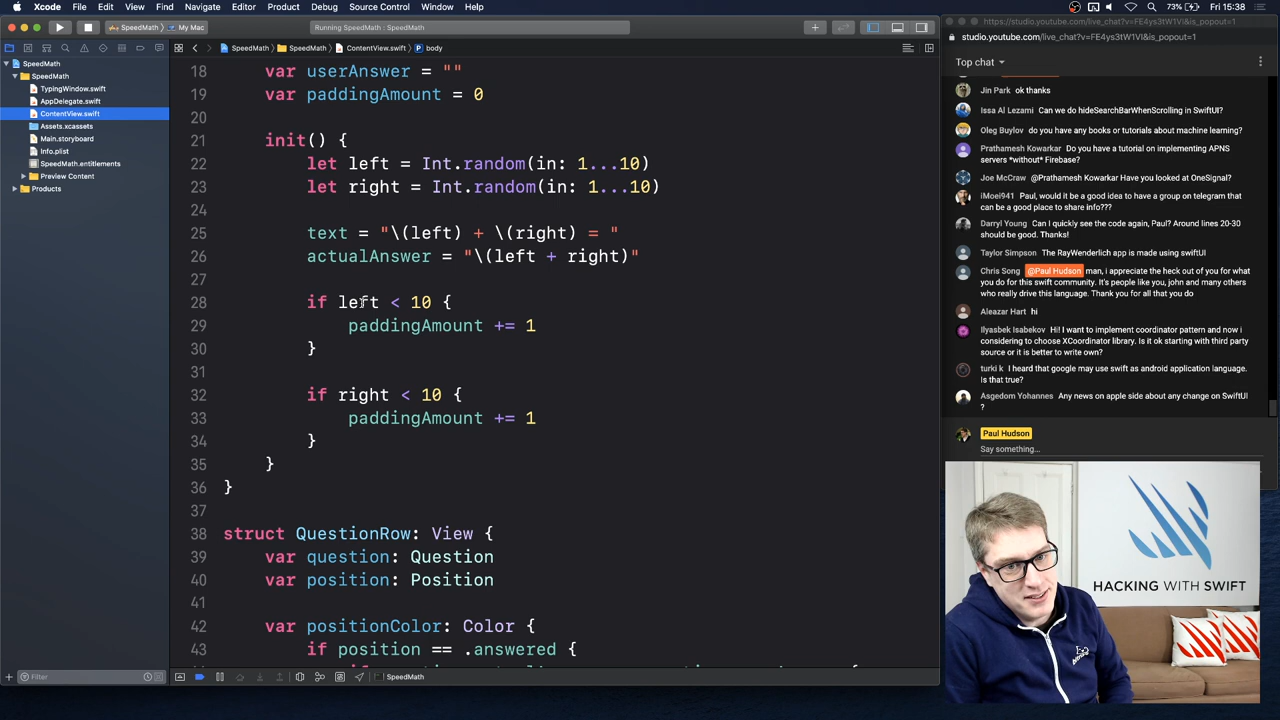 Xcode File Edit View Find Navigate Editor Product Debug Source Control Window Help
73% Fri 15:38
SpeedMath My Mac
Running SpeedMath
SpeedMath SpeedMath ContentView.swift body
SpeedMath
SpeedMath
TypingWindow.swift
AppDelegate.swift
ContentView.swift
Assets.xcassets
Main.storyboard
Info.plist
SpeedMath.entitlements
Preview Content
Products
Filter
18 var userAnswer = ""
19 var paddingAmount = 0
20
21 init() {
22 let left = Int.random(in: 1...10)
23 let right = Int.random(in: 1...10)
24
25 text = "\(left) + \(right) = "
26 actualAnswer = "\(left + right)"
27
28 if left < 10 {
29 paddingAmount += 1
30 }
31
32 if right < 10 {
33 paddingAmount += 1
34 }
35 }
36 }
37
38 struct QuestionRow: View {
39 var question: Question
40 var position: Position
41
42 var positionColor: Color {
43 if position == .answered {
SpeedMath
https://studio.youtube.com/live_chat?v=FE4ys3tW1VI&is_popout=1
studio.youtube.com/live_chat?v=FE4ys3tW1VI&is_popout=1
Top chat
Jin Park ok thanks
Issa Al Lezami Can we do hideSearchBarWhenScrolling in SwiftUI?
Oleg Buylov do you have any books or tutorials about machine learning?
Prathamesh Kowarkar Do you have a tutorial on implementing APNS
servers *without* Firebase?
Joe McCraw @Prathamesh Kowarkar Have you looked at OneSignal?
iMoei941 Paul, would it be a good idea to have a group on telegram that
can be a good place to share info???
Darryl Young Can I quickly see the code again, Paul? Around lines 20-30
should be good. Thanks!
Taylor Simpson The RayWenderlich app is made using swiftUI
Chris Song @Paul Hudson man, i appreciate the heck out of you for what
you do for this swift community. It's people like you, john and many others
who really drive this language. Thank you for all that you do
Aleazar Hart hi
Ilyasbek Isabekov Hi! I want to implement coordinator pattern and now i
considering to choose XCoordinator library. Is it ok starting with third party
source or it is better to write own?
turki k I heard that google may use swift as android application language.
Is that true?
Asgedom Yohannes Any news on apple side about any change on SwiftUI
?
Paul Hudson
Say something...
HACKING WITH SWIFT